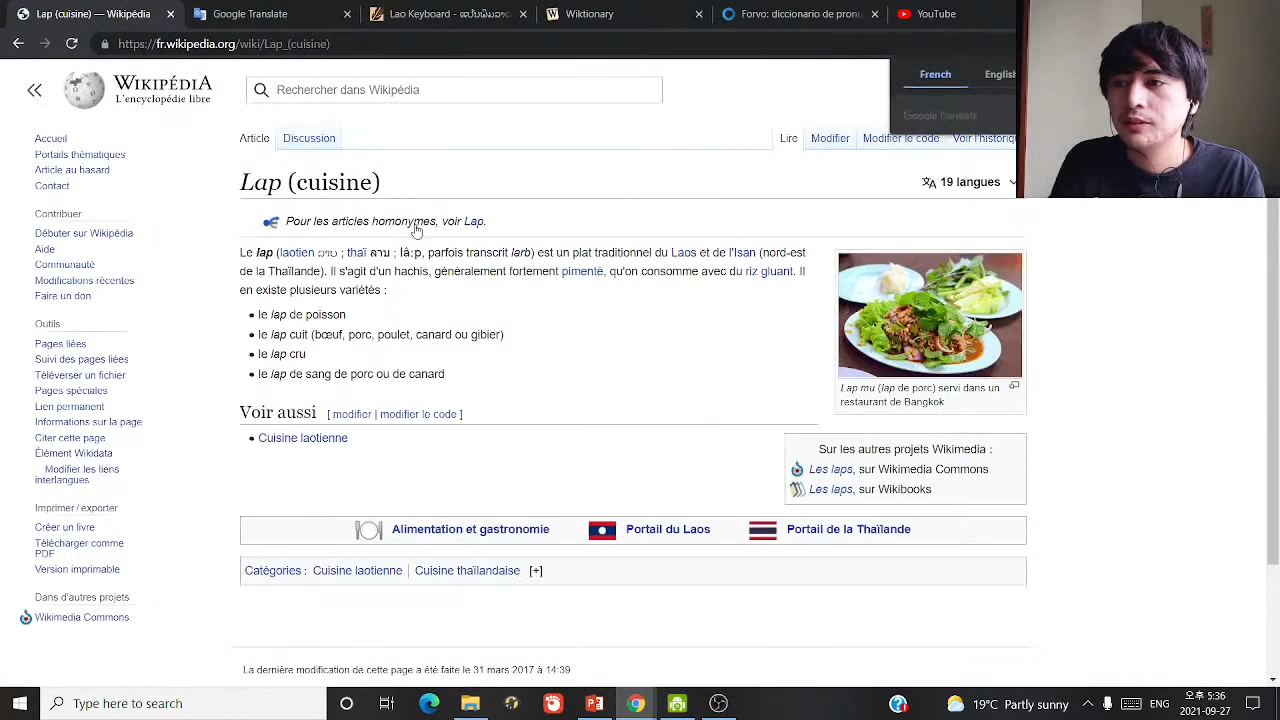 Lap (cuisine) — Wikipédia
Google Translate
Wiktionary
Forvo: diccionario de pronu
YouTube
https://fr.wikipedia.org/wiki/Lap_(cuisine)
WIKIPÉDIA
L'encyclopédie libre
Rechercher dans Wikipédia
French
English
Google Translate
Accueil
Portails thématiques
Article au hasard
Contact
Contribuer
Débuter sur Wikipédia
Aide
Communauté
Modifications récentes
Faire un don
Outils
Pages liées
Suivi des pages liées
Téléverser un fichier
Pages spéciales
Lien permanent
Informations sur la page
Citer cette page
Élément Wikidata
Modifier les liens
interlangues
Imprimer / exporter
Créer un livre
Télécharger comme
PDF
Version imprimable
Dans d'autres projets
Wikimedia Commons
Article
Discussion
Lire
Modifier
Modifier le code
Voir l'historiq
Lap (cuisine)
19 langues
Pour les articles homonymes, voir Lap.
Le lap (laotien ລາບ ; thaï ลาบ ; lâːp, parfois transcrit larb) est un plat traditionnel du Laos et de l'Isan (nord-est
de la Thaïlande). Il s'agit d'un hachis, généralement fortement pimenté, qu'on consomme avec du riz gluant. Il
en existe plusieurs variétés :
• le lap de poisson
• le lap cuit (bœuf, porc, poulet, canard ou gibier)
• le lap cru
• le lap de sang de porc ou de canard
Voir aussi [ modifier | modifier le code ]
• Cuisine laotienne
Lap mu (lap de porc) servi dans un
restaurant de Bangkok
Sur les autres projets Wikimedia :
Les laps, sur Wikimedia Commons
Les laps, sur Wikibooks
Alimentation et gastronomie
Portail du Laos
Portail de la Thaïlande
Catégories : Cuisine laotienne | Cuisine thaïlandaise [+]
La dernière modification de cette page a été faite le 31 mars 2017 à 14:39
Type here to search
19°C Partly sunny
ENG
오후 5:36
2021-09-27